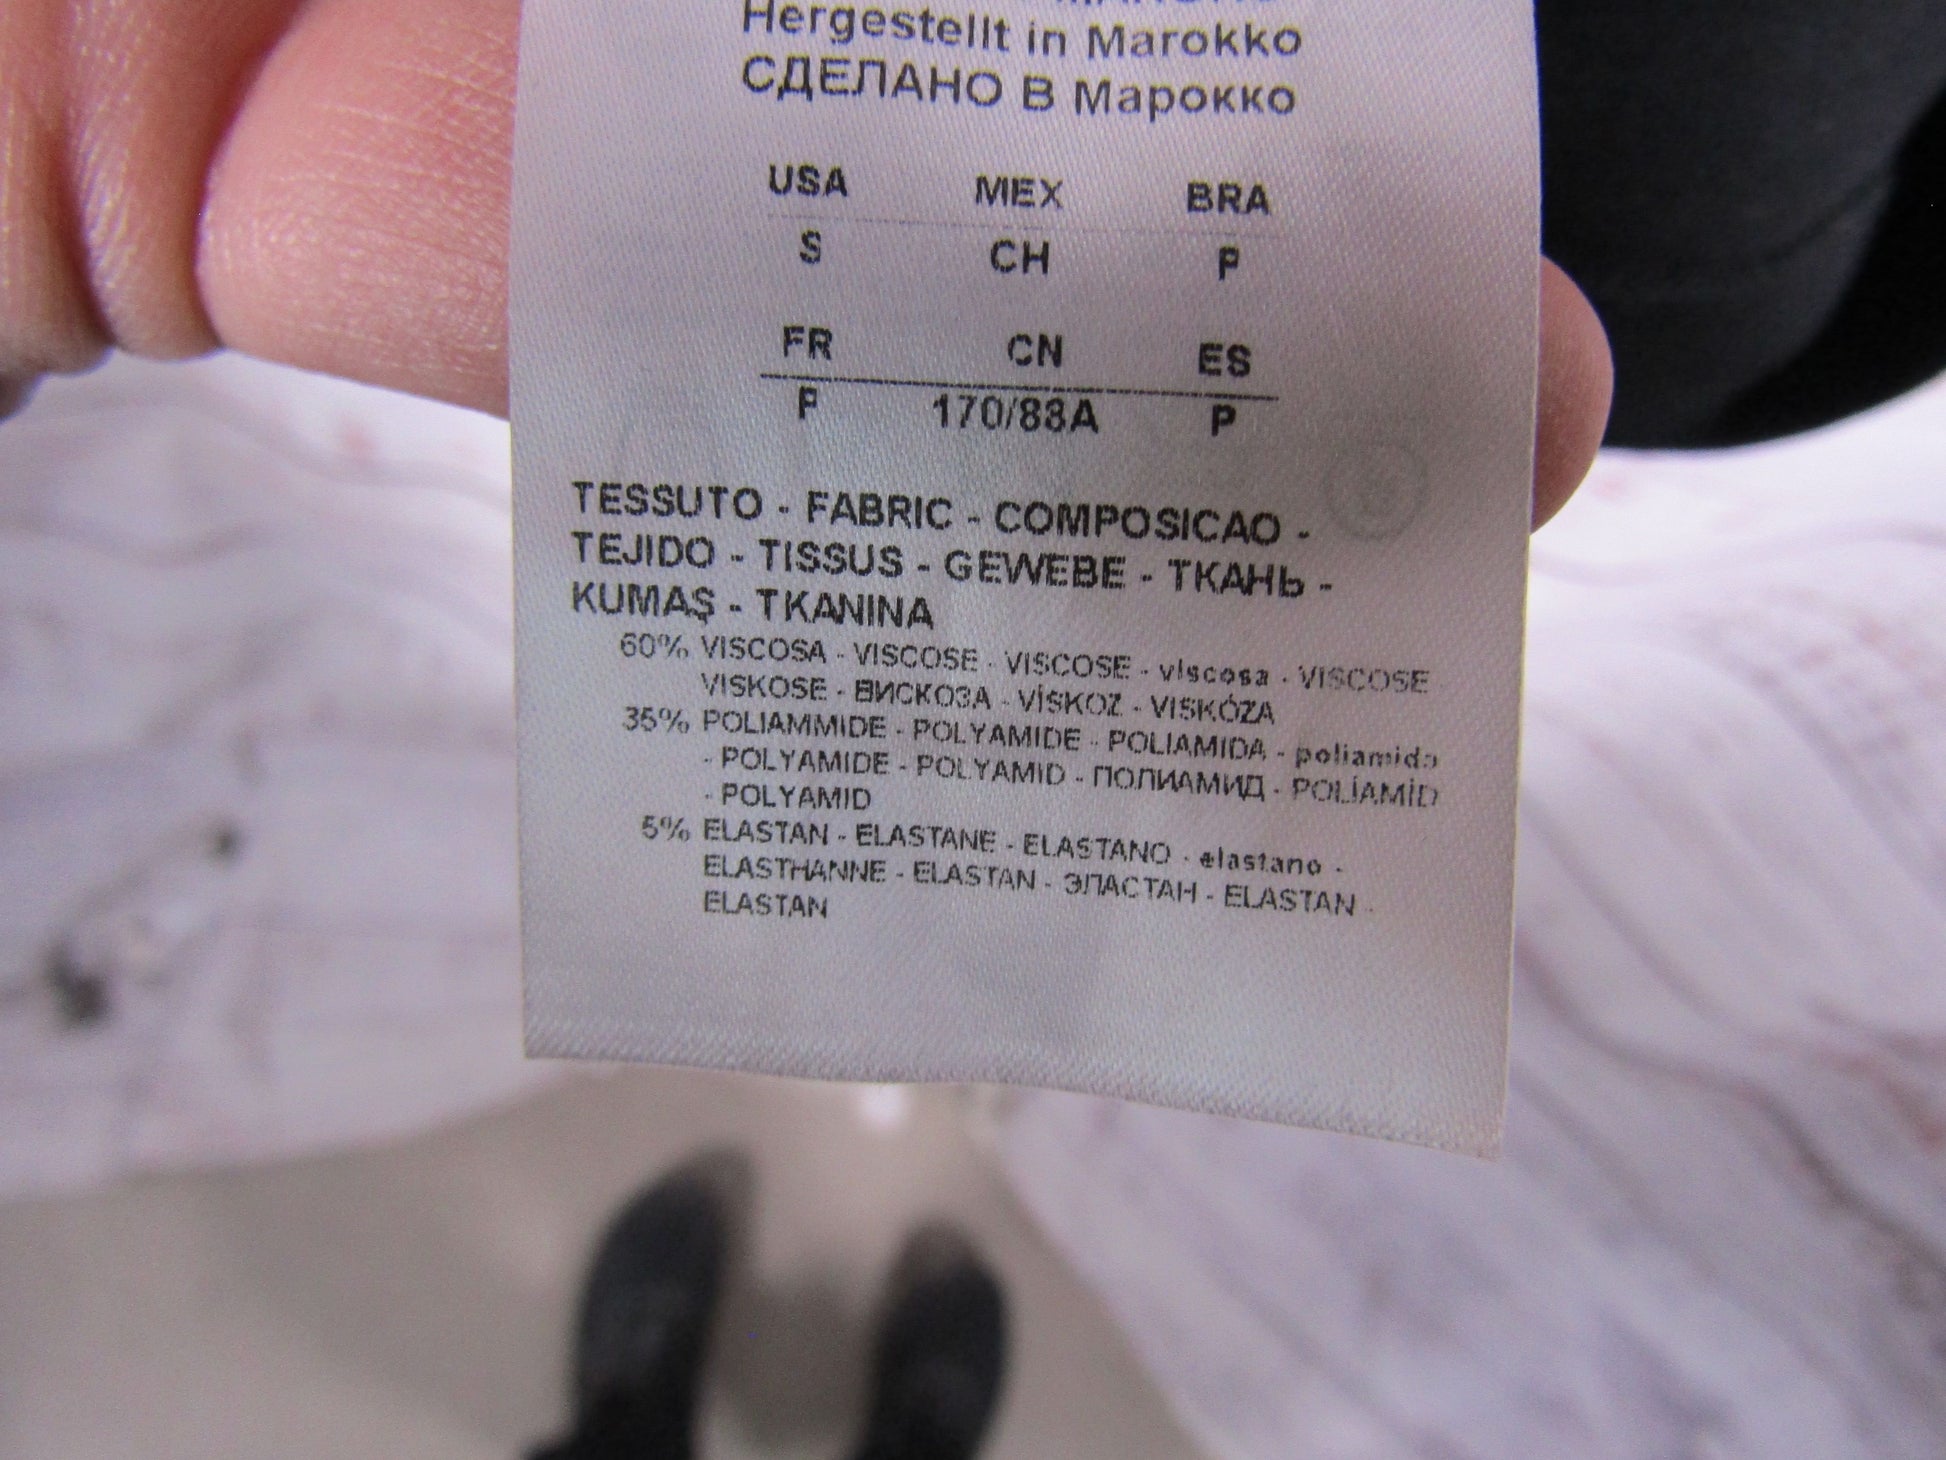 Hergestellt in Marokko
СДЕЛАНО В Марокко
USA MEX BRA
S CH P
FR CN ES
P 170/88A P
TESSUTO - FABRIC - COMPOSICAO -
TEJIDO - TISSUS - GEWEBE - ТКАНЬ -
KUMAŞ - TKANINA
60% VISCOSA - VISCOSE - VISCOSE - viscosa - VISCOSE -
VISKOSE - ВИСКОЗА - VİSKOZ - VISKÓZA
35% POLIAMMIDE - POLYAMIDE - POLIAMIDA - poliamida
- POLYAMIDE - POLYAMID - ПОЛИАМИД - POLİAMİD
- POLYAMID
5% ELASTAN - ELASTANE - ELASTANO - elastano -
ELASTHANNE - ELASTAN - ЭЛАСТАН - ELASTAN -
ELASTAN